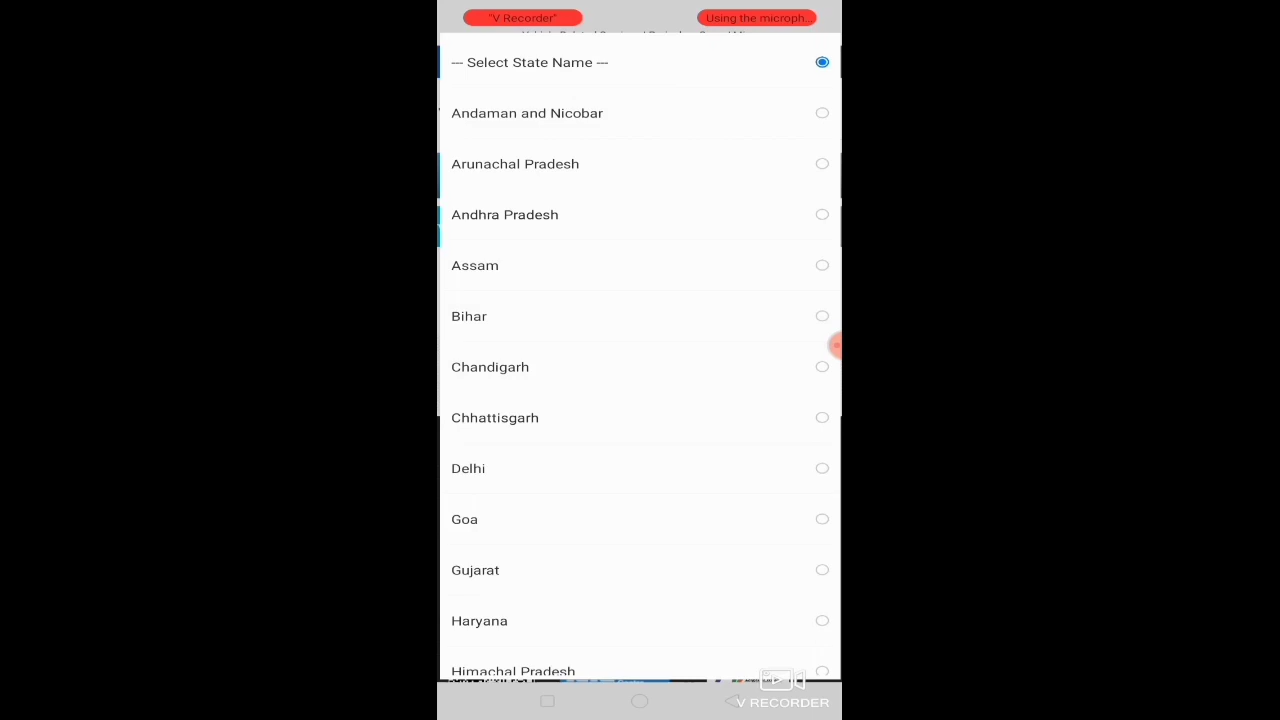 "V Recorder"
Using the microph...
--- Select State Name ---
Andaman and Nicobar
Arunachal Pradesh
Andhra Pradesh
Assam
Bihar
Chandigarh
Chhattisgarh
Delhi
Goa
Gujarat
Haryana
Himachal Pradesh
V RECORDER